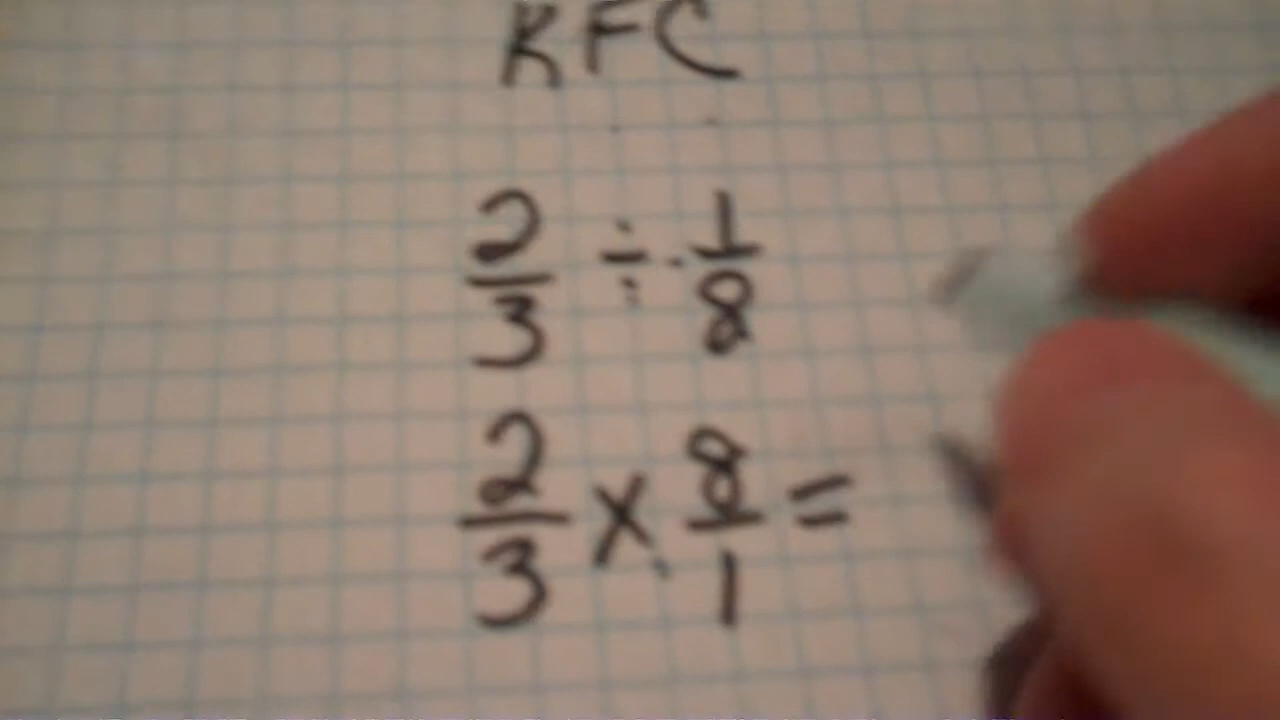 KFC
2/3 ÷ 1/8
2/3 × 8/1 =